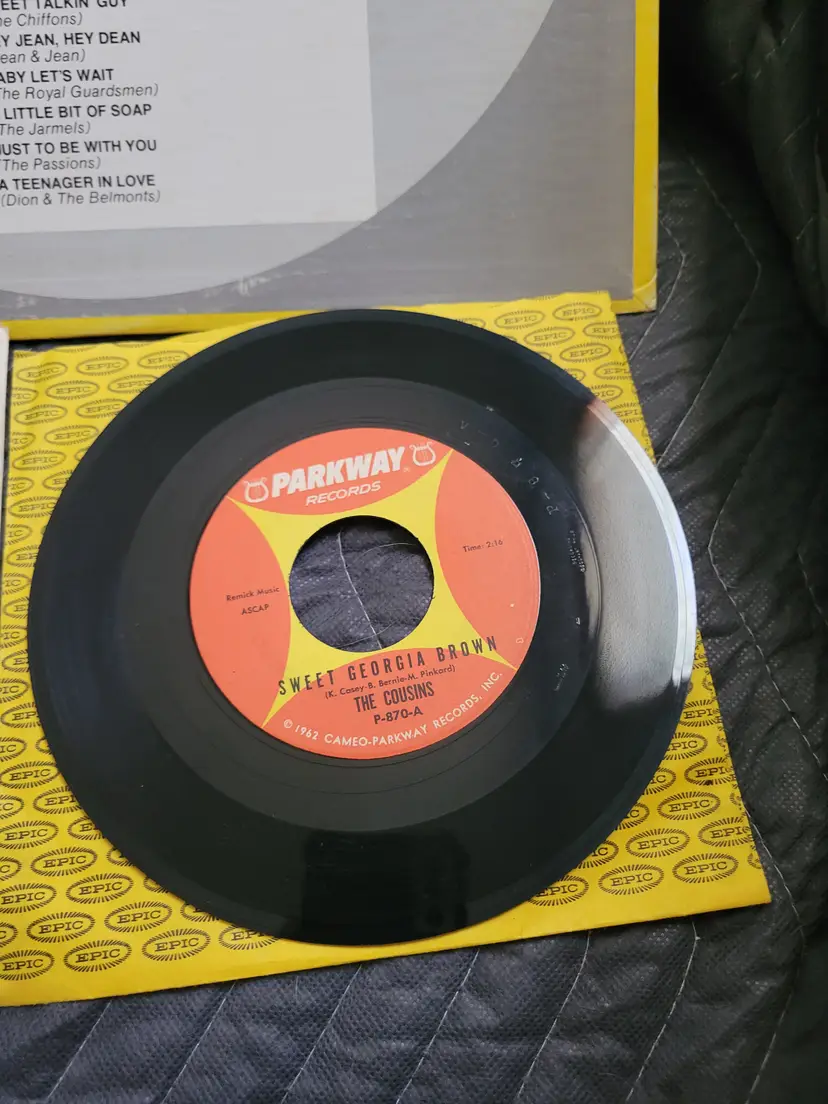 EET TALKIN' GUY
e Chiffons)
Y JEAN, HEY DEAN
ean & Jean)
ABY LET'S WAIT
The Royal Guardsmen)
LITTLE BIT OF SOAP
The Jarmels)
UST TO BE WITH YOU
(The Passions)
A TEENAGER IN LOVE
(Dion & The Belmonts)
PARKWAY
RECORDS
Remick Music
ASCAP
Time: 2:16
SWEET GEORGIA BROWN
(K. Casey-B. Bernie-M. Pinkard)
THE COUSINS
P-870-A
© 1962 CAMEO-PARKWAY RECORDS, INC.
EPIC